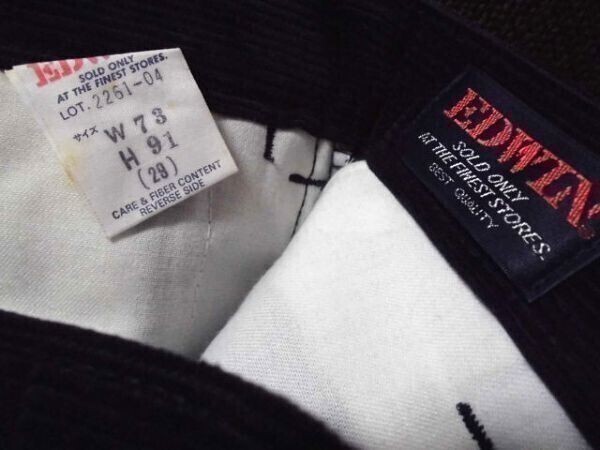 EDWIN
SOLD ONLY
AT THE FINEST STORES.
LOT. 2261-04
サイズ W 73
H 91
(29)
CARE & FIBER CONTENT
REVERSE SIDE
EDWIN
SOLD ONLY
AT THE FINEST STORES.
BEST QUALITY